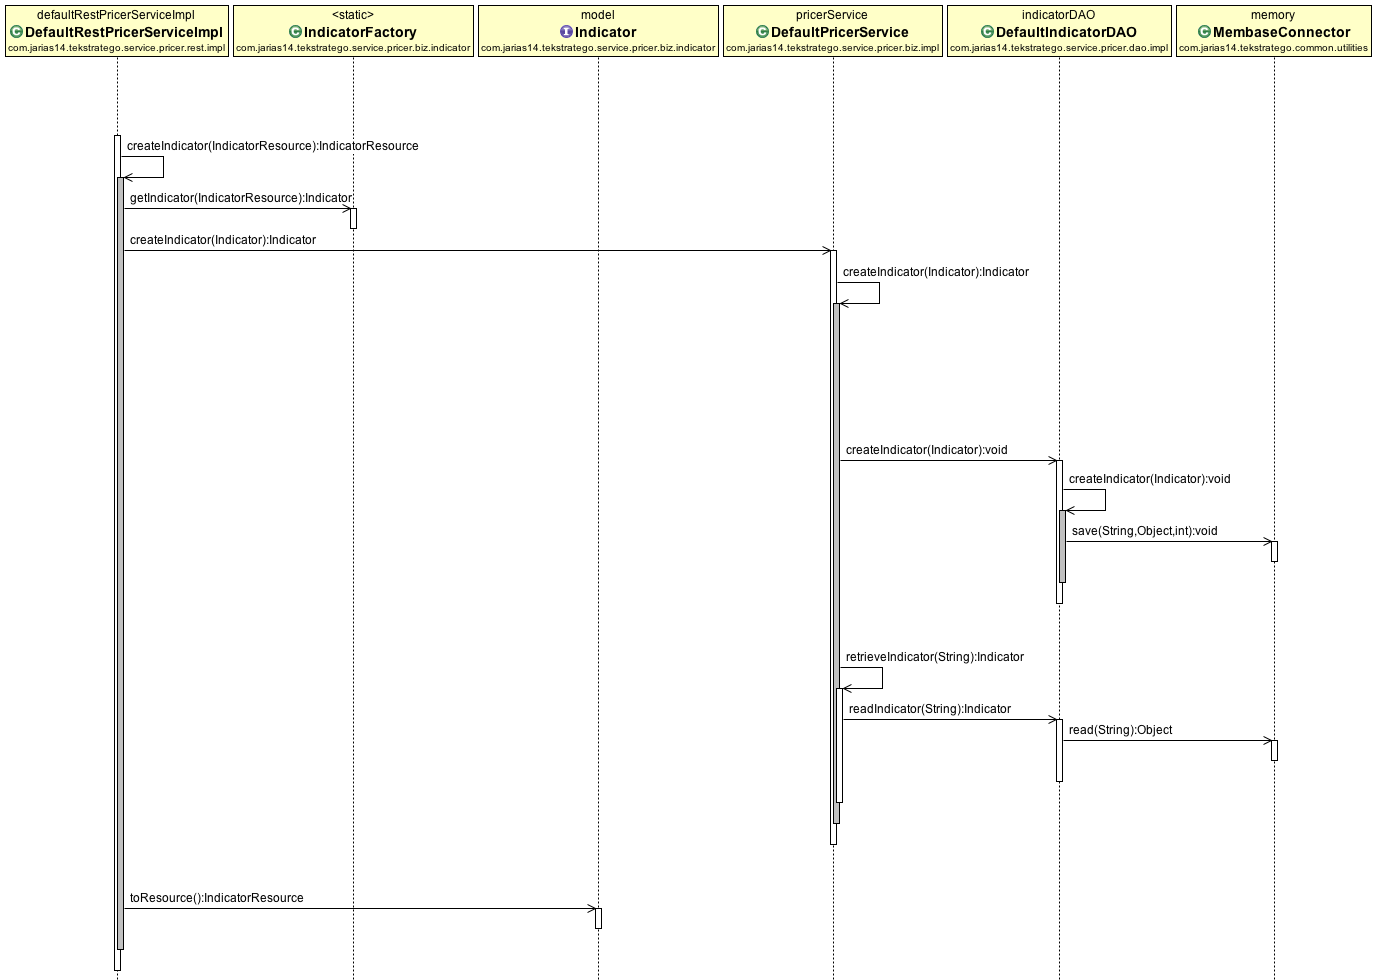 defaultRestPricerServiceImpl
DefaultRestPricerServiceImpl
com.jarias14.tekstratego.service.pricer.rest.impl
<static>
IndicatorFactory
com.jarias14.tekstratego.service.pricer.biz.indicator
model
Indicator
com.jarias14.tekstratego.service.pricer.biz.indicator
pricerService
DefaultPricerService
com.jarias14.tekstratego.service.pricer.biz.impl
indicatorDAO
DefaultIndicatorDAO
com.jarias14.tekstratego.service.pricer.dao.impl
memory
MembaseConnector
com.jarias14.tekstratego.common.utilities
createIndicator(IndicatorResource):IndicatorResource
getIndicator(IndicatorResource):Indicator
createIndicator(Indicator):Indicator
createIndicator(Indicator):Indicator
createIndicator(Indicator):void
createIndicator(Indicator):void
save(String,Object,int):void
retrieveIndicator(String):Indicator
readIndicator(String):Indicator
read(String):Object
toResource():IndicatorResource